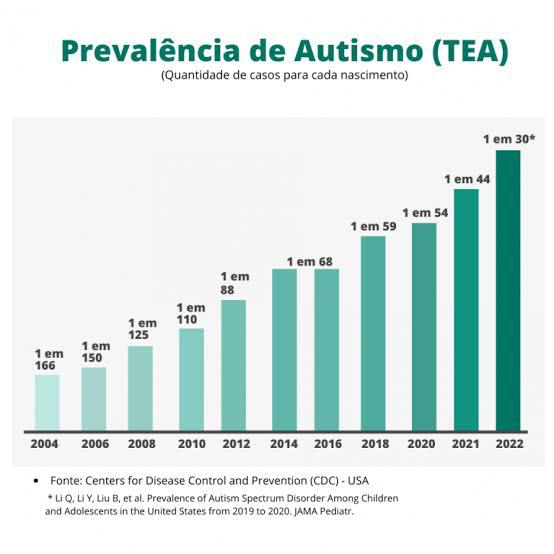 Prevalência de Autismo (TEA)
(Quantidade de casos para cada nascimento)
1 em 30*
1 em 44
1 em 54
1 em 59
1 em 68
1 em
88
1 em
110
1 em
125
1 em
150
1 em
166
2004 2006 2008 2010 2012 2014 2016 2018 2020 2021 2022
• Fonte: Centers for Disease Control and Prevention (CDC) - USA
* Li Q, Li Y, Liu B, et al. Prevalence of Autism Spectrum Disorder Among Children
and Adolescents in the United States from 2019 to 2020. JAMA Pediatr.